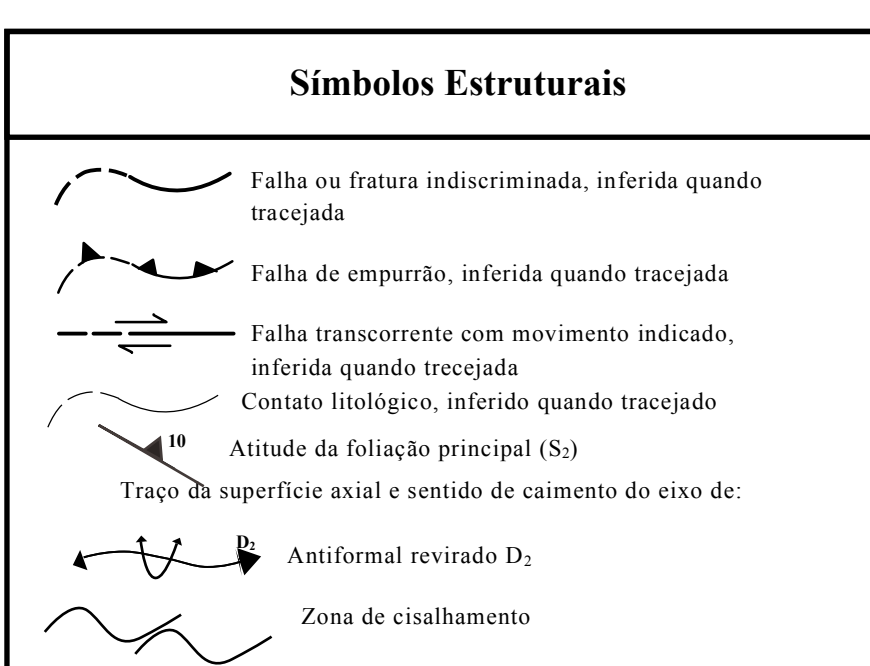 Símbolos Estruturais
Falha ou fratura indiscriminada, inferida quando
tracejada
Falha de empurrão, inferida quando tracejada
Falha transcorrente com movimento indicado,
inferida quando trecejada
Contato litológico, inferido quando tracejado
10
Atitude da foliação principal (S₂)
Traço da superfície axial e sentido de caimento do eixo de:
D₂
Antiformal revirado D₂
Zona de cisalhamento